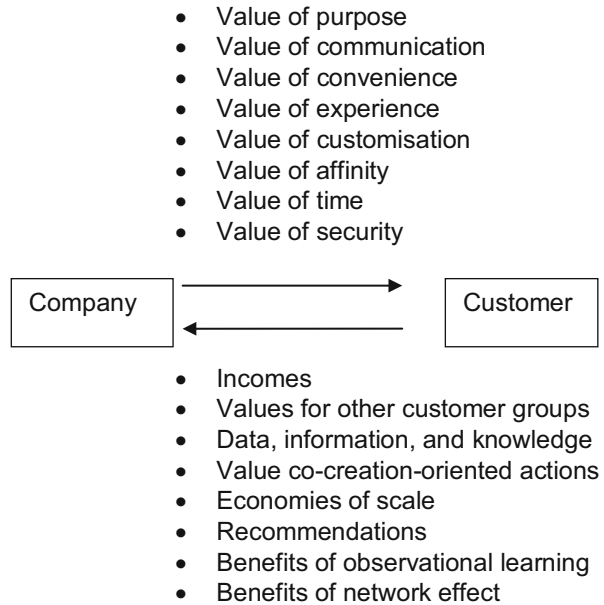 • Value of purpose
• Value of communication
• Value of convenience
• Value of experience
• Value of customisation
• Value of affinity
• Value of time
• Value of security
Company
Customer
• Incomes
• Values for other customer groups
• Data, information, and knowledge
• Value co-creation-oriented actions
• Economies of scale
• Recommendations
• Benefits of observational learning
• Benefits of network effect